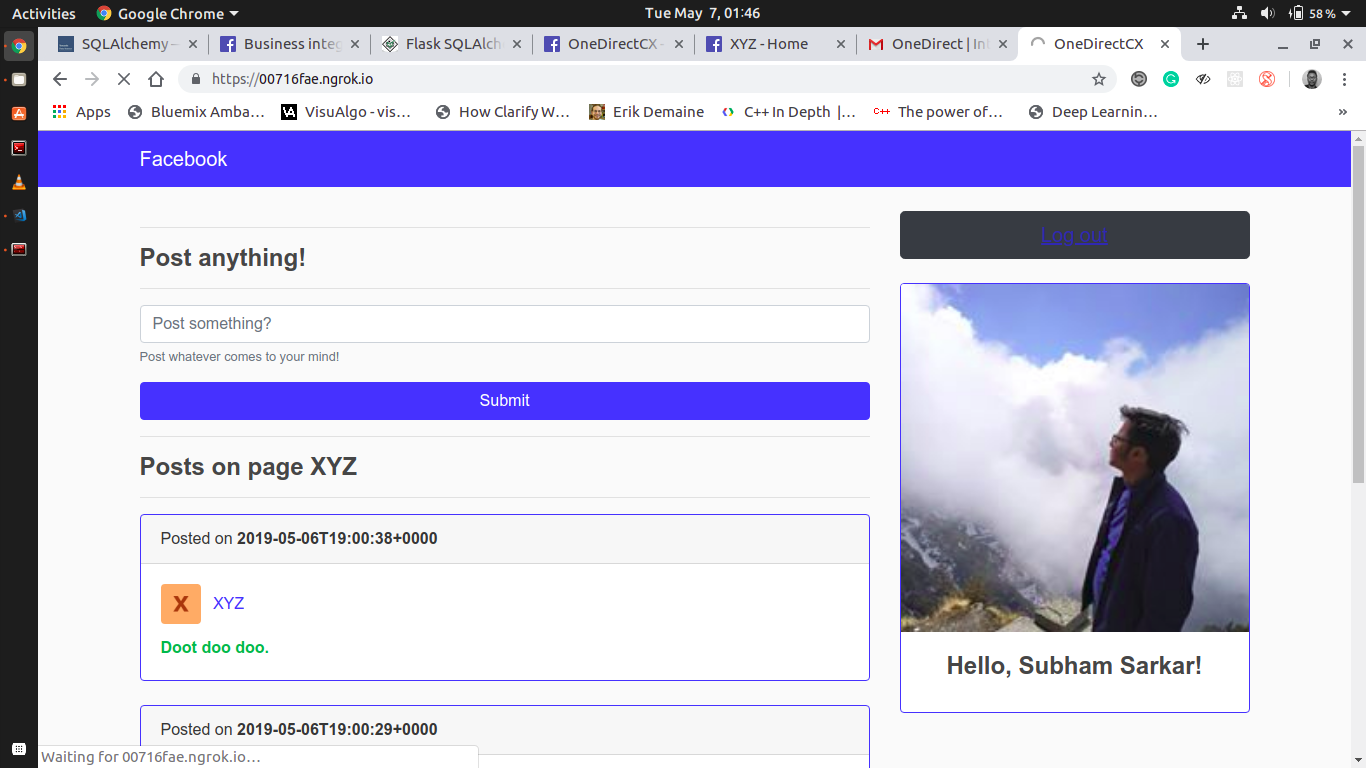 Activities Google Chrome Tue May 7, 01:46 58 %
SQLAlchemy — Business integ Flask SQLAlch OneDirectCX - XYZ - Home OneDirect | Int OneDirectCX
https://00716fae.ngrok.io
Apps Bluemix Amba... VisuAlgo - vis... How Clarify W... Erik Demaine C++ In Depth |... The power of... Deep Learnin... »
Facebook
Log out
Post anything!
Post something?
Post whatever comes to your mind!
Submit
Posts on page XYZ
Posted on 2019-05-06T19:00:38+0000
X XYZ
Doot doo doo.
Hello, Subham Sarkar!
Posted on 2019-05-06T19:00:29+0000
Waiting for 00716fae.ngrok.io...